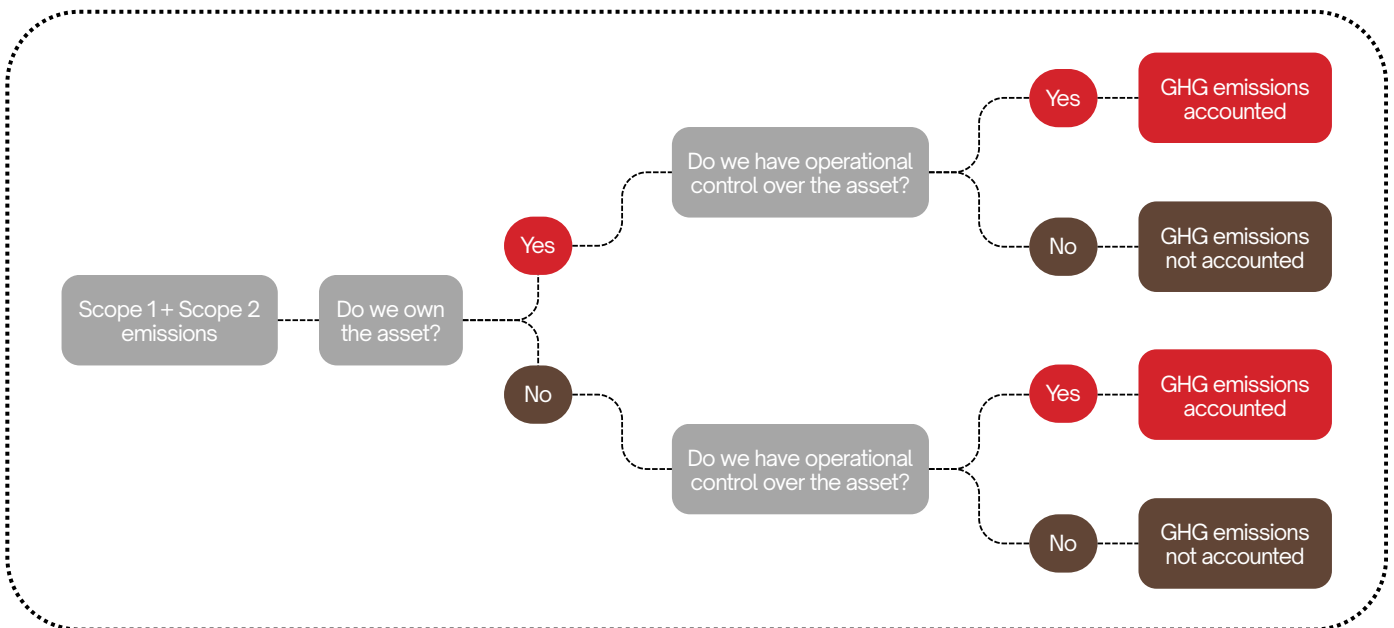 Scope 1 + Scope 2
emissions
Do we own
the asset?
Yes
Do we have operational
control over the asset?
Yes
GHG emissions
accounted
No
GHG emissions
not accounted
No
Do we have operational
control over the asset?
Yes
GHG emissions
accounted
No
GHG emissions
not accounted